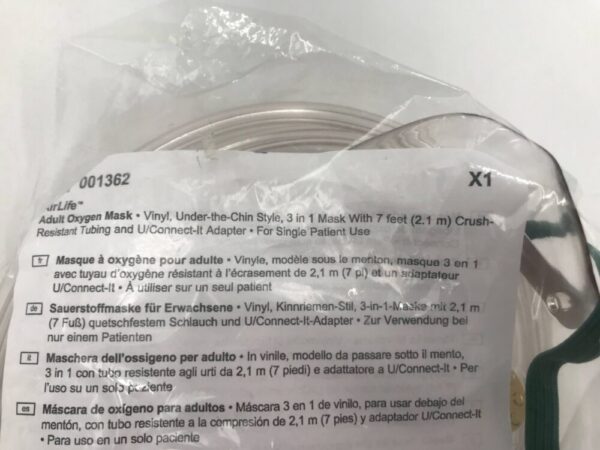 001362
X1
irLife™
Adult Oxygen Mask • Vinyl, Under-the-Chin Style, 3 in 1 Mask With 7 feet (2.1 m) Crush-
Resistant Tubing and U/Connect-It Adapter • For Single Patient Use
fr Masque à oxygène pour adulte • Vinyle, modèle sous le menton, masque 3 en 1
avec tuyau d'oxygène résistant à l'écrasement de 2,1 m (7 pi) et un adaptateur
U/Connect-It • À utiliser sur un seul patient
de Sauerstoffmaske für Erwachsene • Vinyl, Kinnriemen-Stil, 3-in-1-Maske mit 2,1 m
(7 Fuß) quetschfestem Schlauch und U/Connect-It-Adapter • Zur Verwendung bei
nur einem Patienten
it Maschera dell'ossigeno per adulto • In vinile, modello da passare sotto il mento,
3 in 1 con tubo resistente agli urti da 2,1 m (7 piedi) e adattatore a U/Connect-It • Per
l'uso su un solo paziente
es Máscara de oxígeno para adultos • Máscara 3 en 1 de vinilo, para usar debajo del
mentón, con tubo resistente a la compresión de 2,1 m (7 pies) y adaptador U/Connect-It
• Para uso en un solo paciente